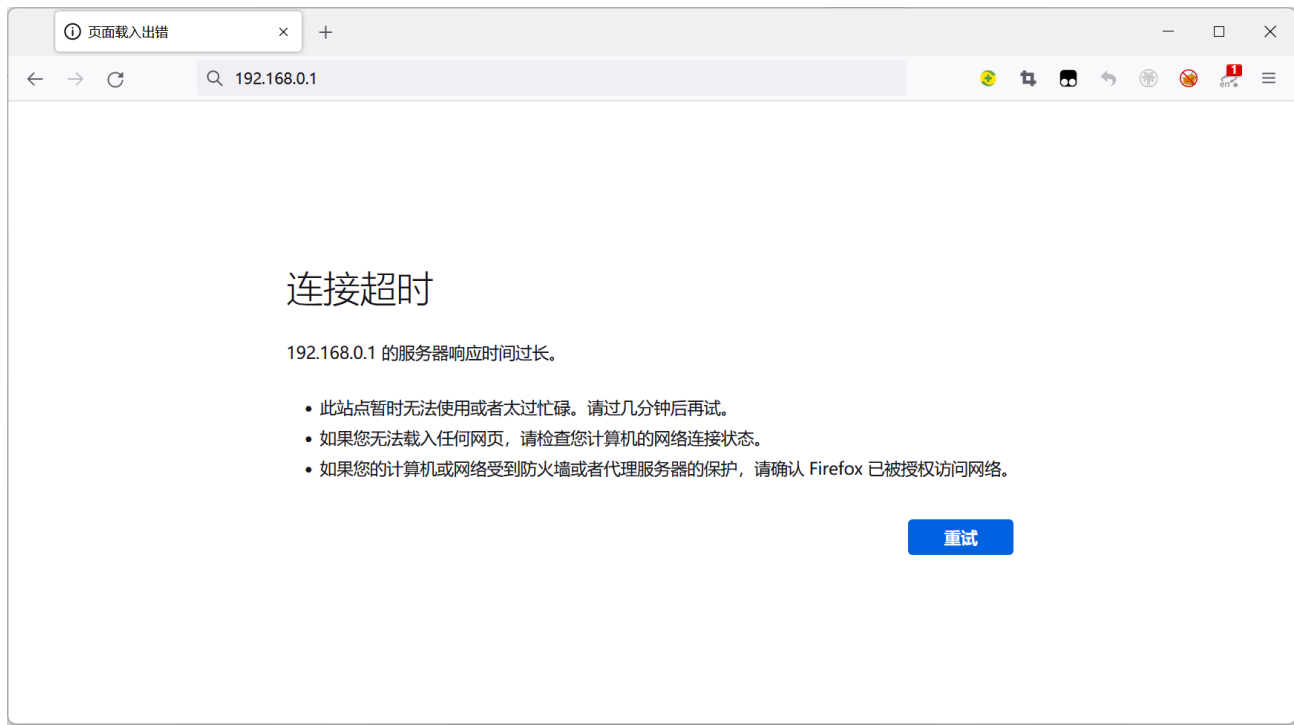 页面载入出错
192.168.0.1
1
en
连接超时
192.168.0.1 的服务器响应时间过长。
此站点暂时无法使用或者太过忙碌。请过几分钟后再试。
如果您无法载入任何网页，请检查您计算机的网络连接状态。
如果您的计算机或网络受到防火墙或者代理服务器的保护，请确认 Firefox 已被授权访问网络。
重试